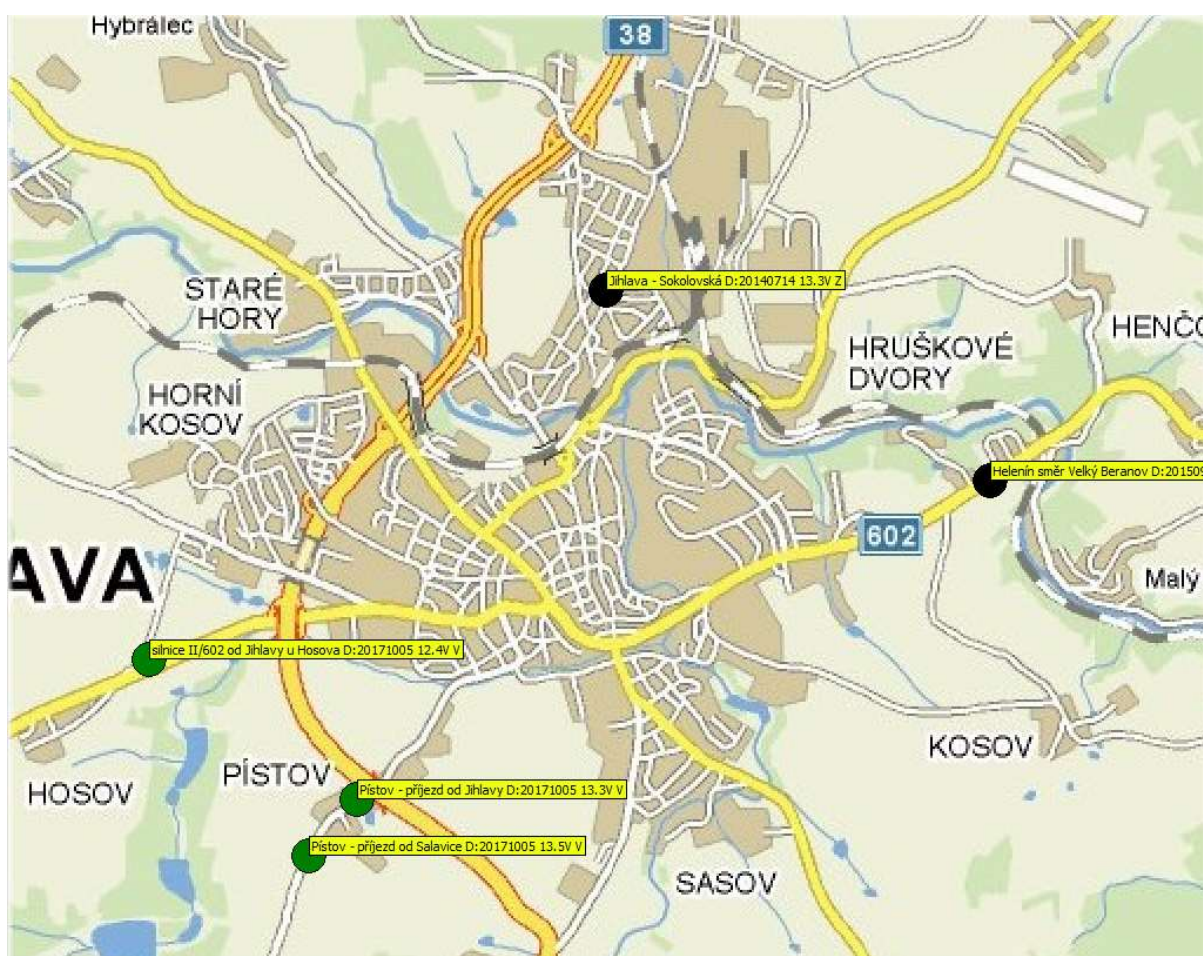 Hybrálec
38
STARÉ
HORY
Jihlava - Sokolovská D:20140714 13.3V Z
HENČO
HRUŠKOVÉ
DVORY
HORNÍ
KOSOV
Helenín směr Velký Beranov D:201509
602
AVA
Malý
silnice II/602 od Jihlavy u Hosova D:20171005 12.4V V
KOSOV
PÍSTOV
HOSOV
Pístov - příjezd od Jihlavy D:20171005 13.3V V
Pístov - příjezd od Salavice D:20171005 13.5V V
SASOV